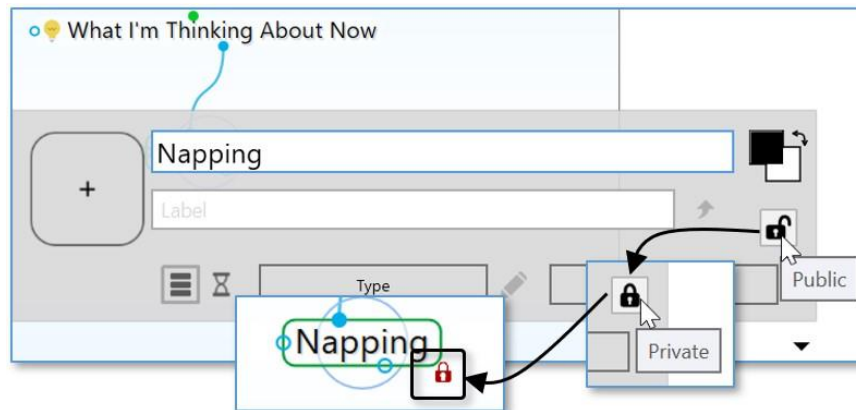 What I'm Thinking About Now
Napping
Label
Public
Type
Private
Napping